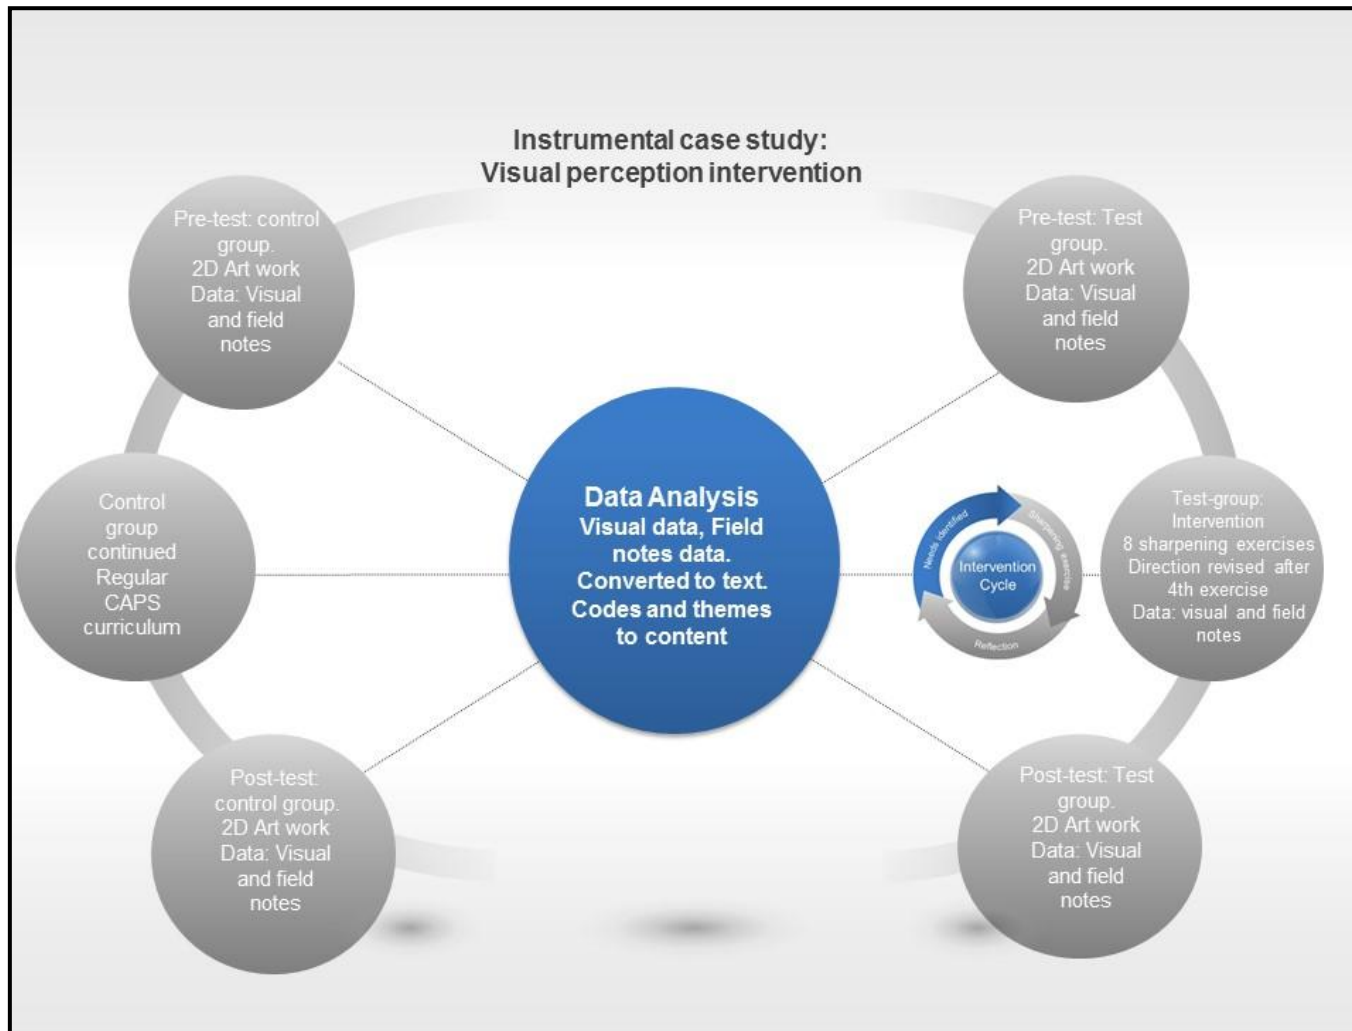 Instrumental case study:
Visual perception intervention
Pre-test: control
group.
2D Art work
Data: Visual
and field
notes
Pre-test: Test
group.
2D Art work
Data: Visual
and field
notes
Control
group
continued
Regular
CAPS
curriculum
Data Analysis
Visual data, Field
notes data.
Converted to text.
Codes and themes
to content
Needs identified
Sharpening exercise
Intervention
Cycle
Reflection
Test-group:
Intervention
8 sharpening exercises
Direction revised after
4th exercise
Data: visual and field
notes
Post-test:
control group.
2D Art work
Data: Visual
and field
notes
Post-test: Test
group.
2D Art work
Data: Visual
and field
notes